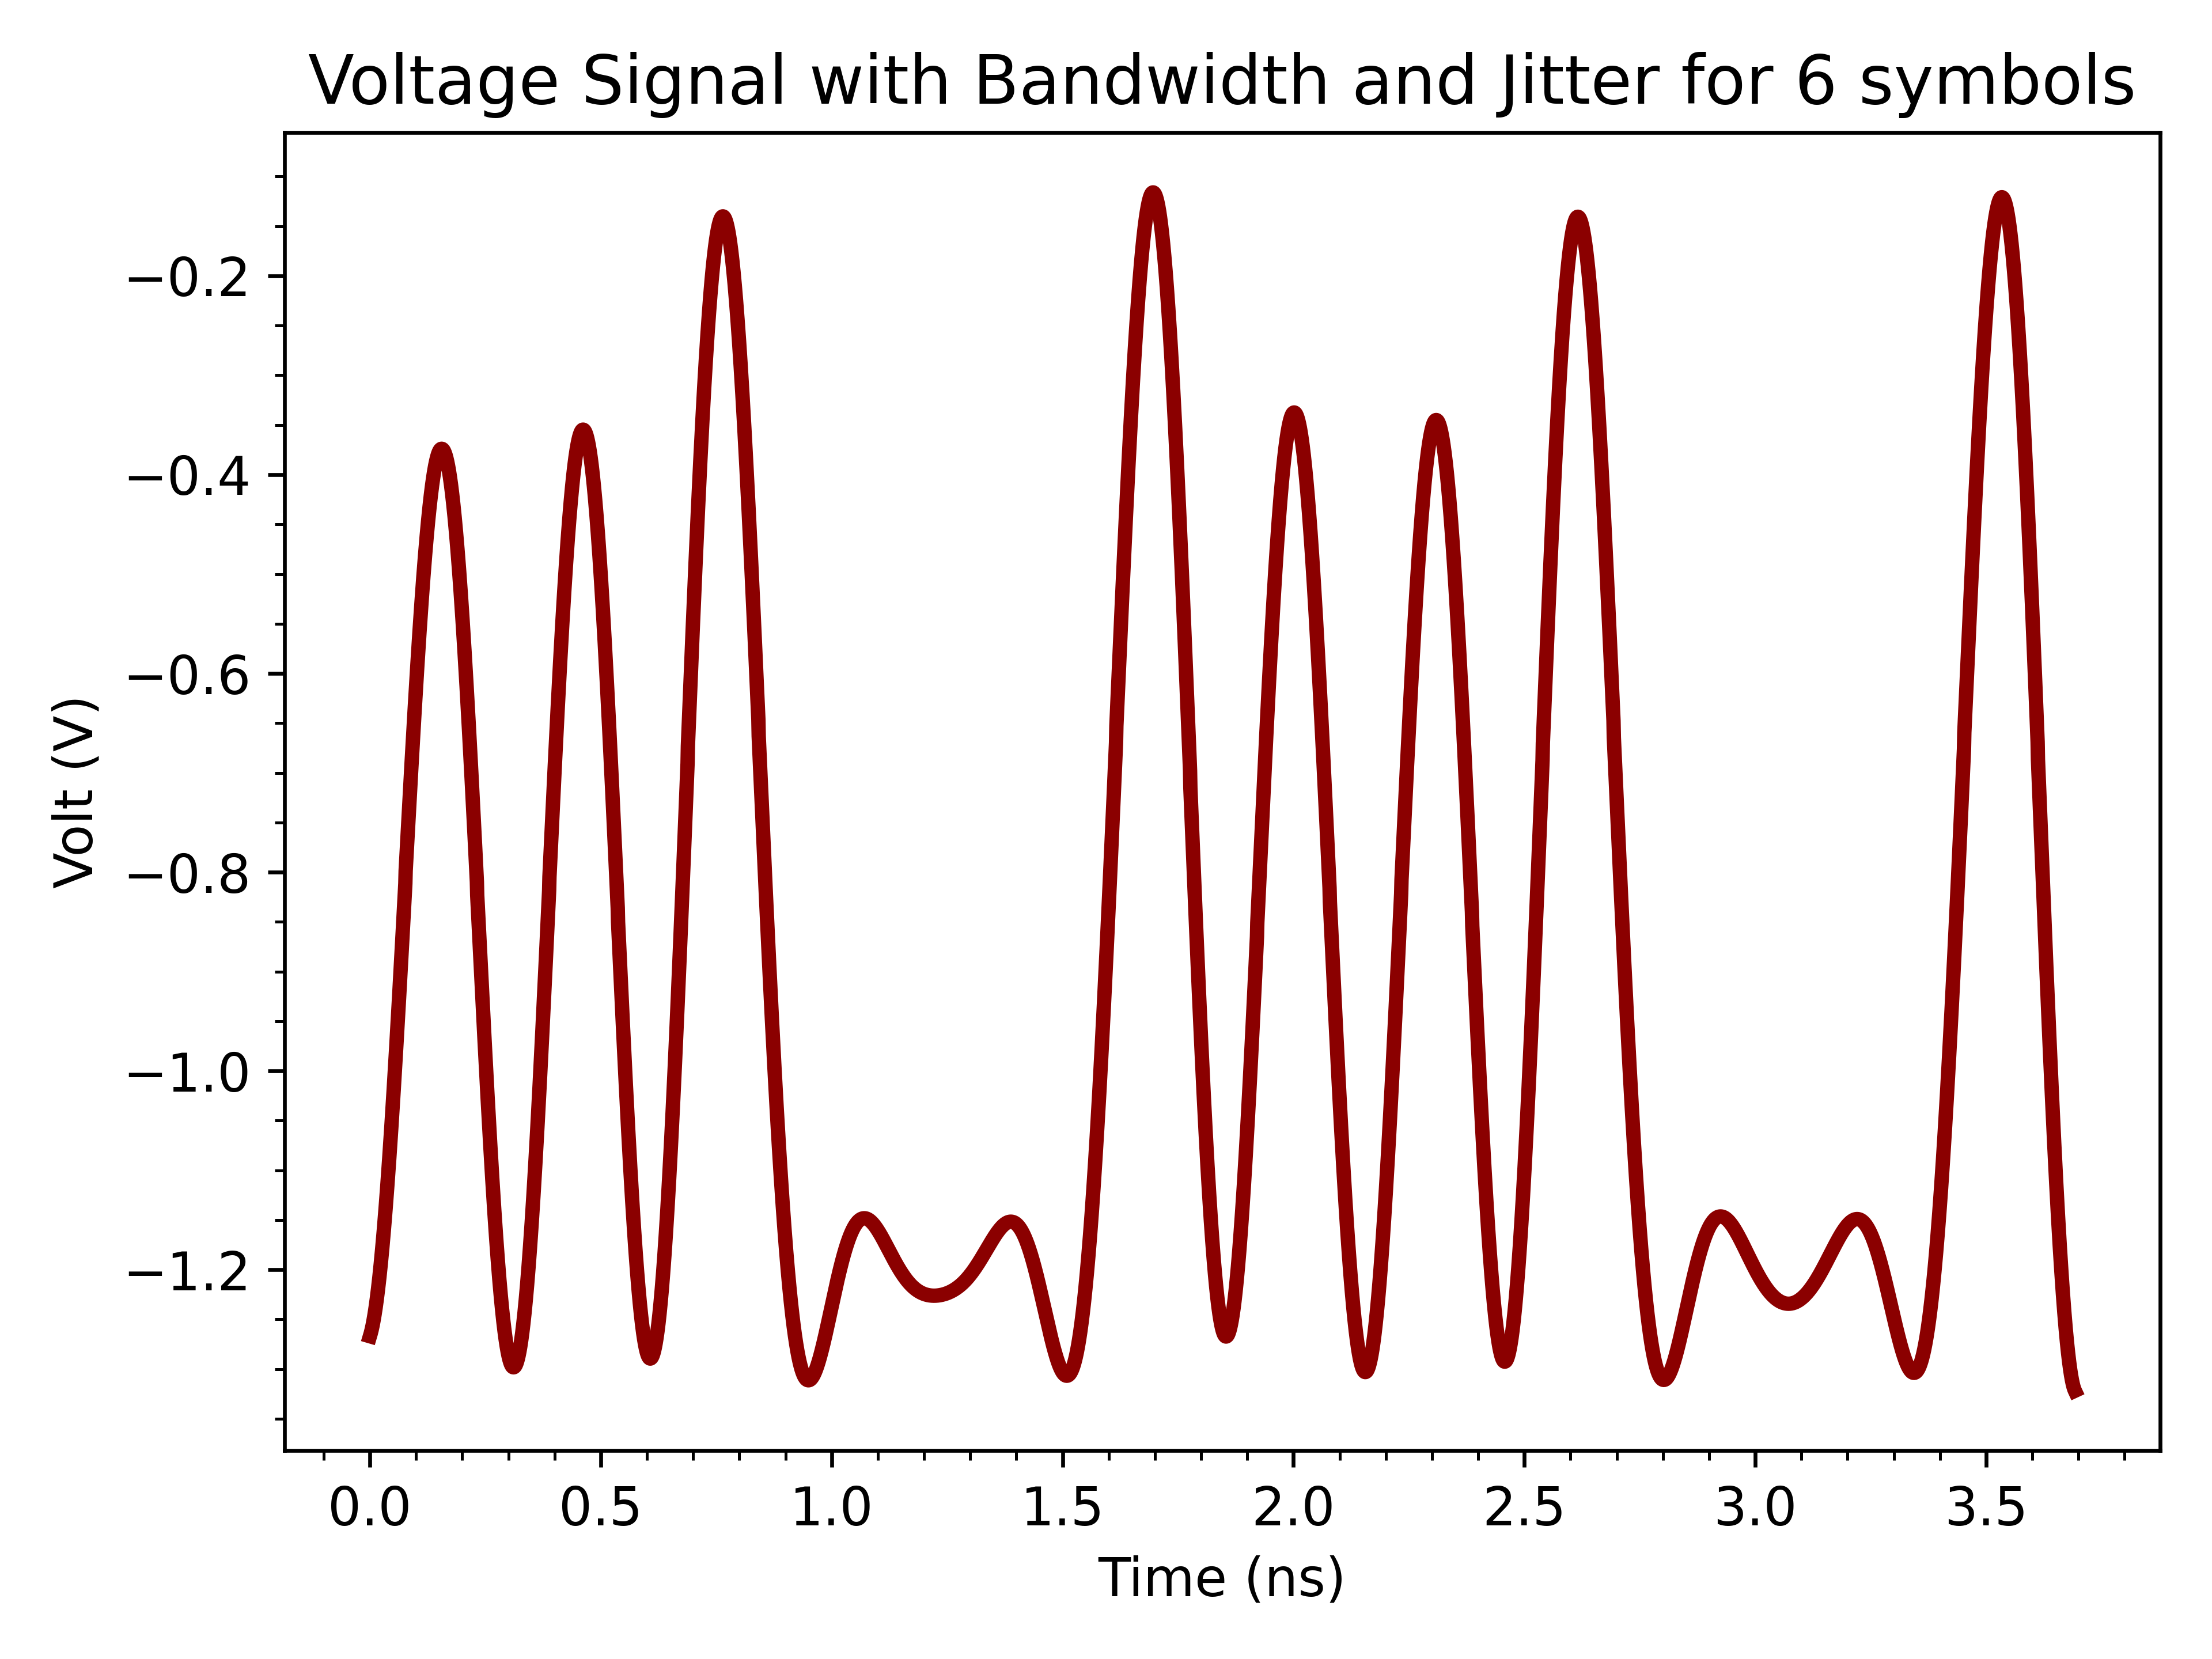 Voltage Signal with Bandwidth and Jitter for 6 symbols
−0.2
−0.4
−0.6
−0.8
−1.0
−1.2
Volt (V)
0.0 0.5 1.0 1.5 2.0 2.5 3.0 3.5
Time (ns)